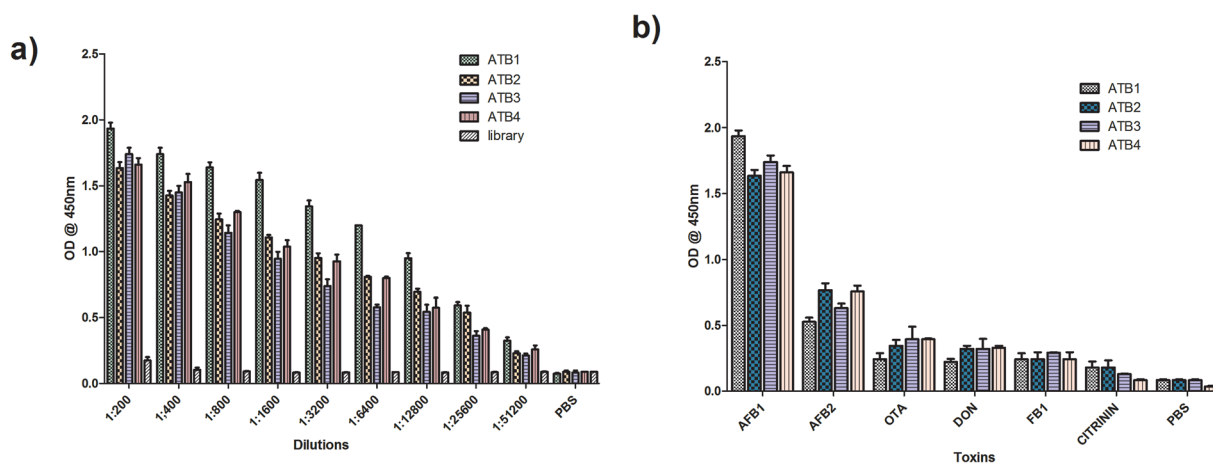 a)
2.5
2.0
1.5
1.0
0.5
0.0
OD @ 450nm
ATB1
ATB2
ATB3
ATB4
library
1:200
1:400
1:800
1:1600
1:3200
1:6400
1:12800
1:25600
1:51200
PBS
Dilutions
b)
2.5
2.0
1.5
1.0
0.5
0.0
OD @ 450nm
ATB1
ATB2
ATB3
ATB4
AFB1
AFB2
OTA
DON
FB1
CITRININ
PBS
Toxins